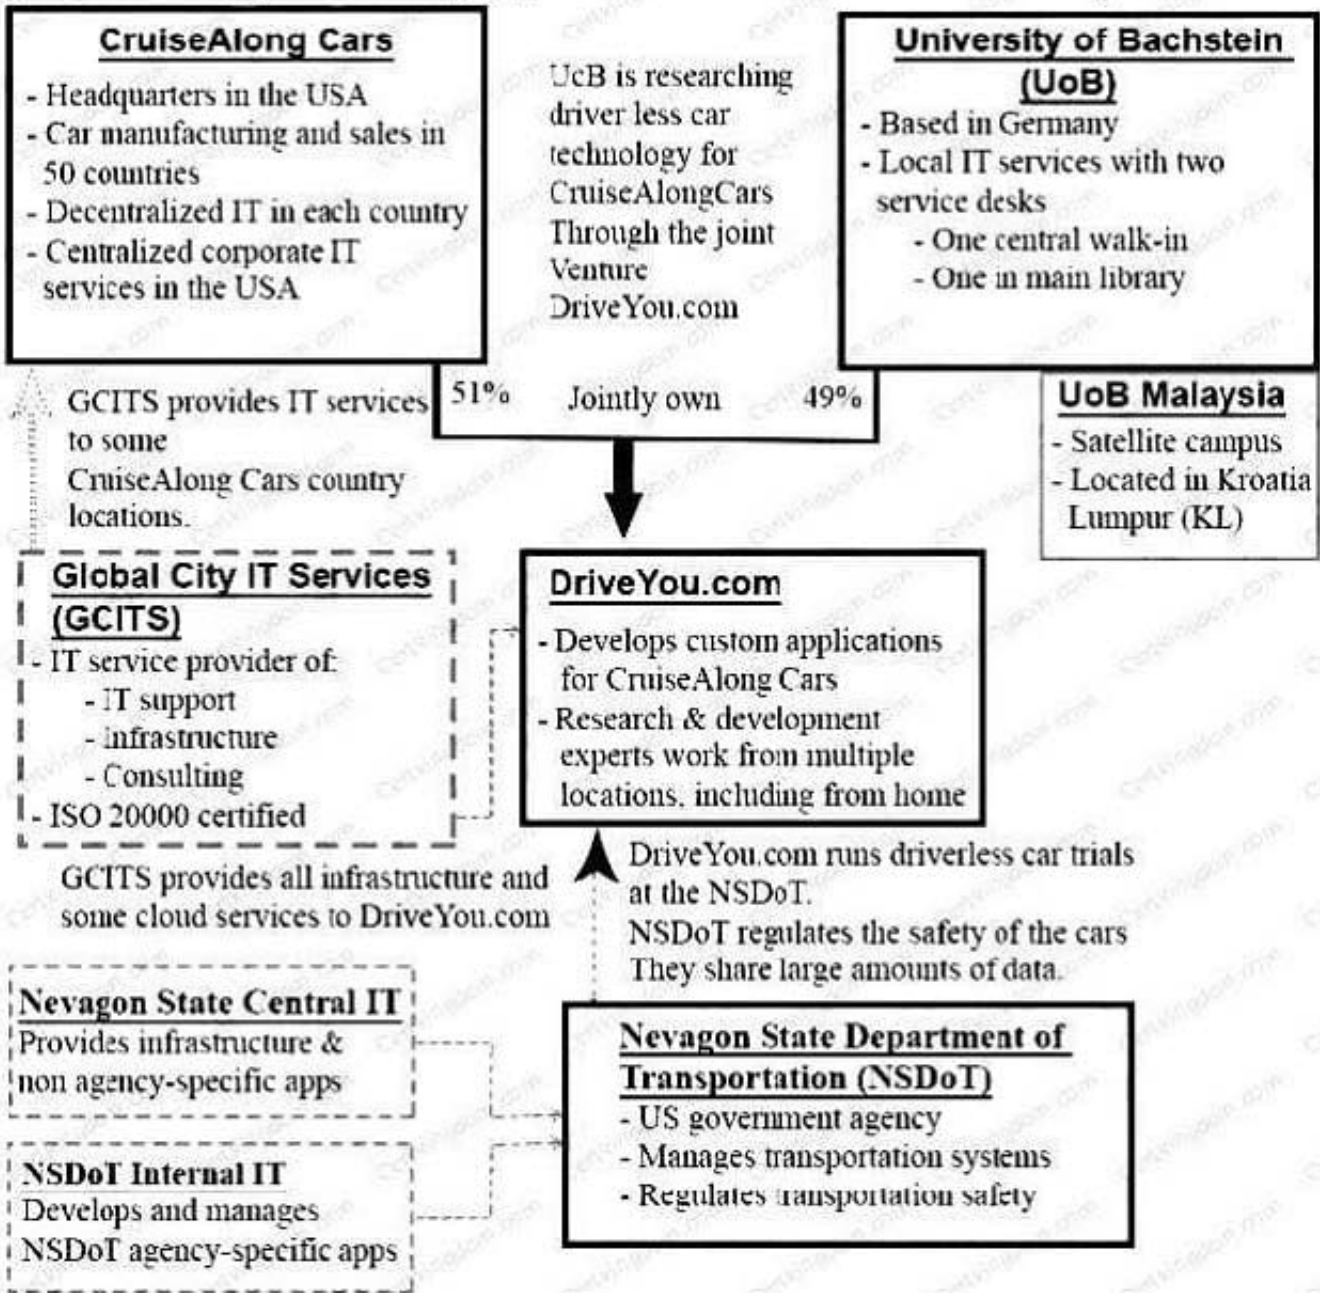 CruiseAlong Cars
- Headquarters in the USA
- Car manufacturing and sales in
50 countries
- Decentralized IT in each country
- Centralized corporate IT
services in the USA
UcB is researching
driver less car
technology for
CruiseAlongCars
Through the joint
Venture
DriveYou.com
University of Bachstein
(UoB)
- Based in Germany
- Local IT services with two
service desks
- One central walk-in
- One in main library
51% Jointly own 49%
UoB Malaysia
- Satellite campus
- Located in Kroatia
Lumpur (KL)
GCITS provides IT services
to some
CruiseAlong Cars country
locations.
Global City IT Services
(GCITS)
- IT service provider of:
- IT support
- Infrastructure
- Consulting
- ISO 20000 certified
DriveYou.com
- Develops custom applications
for CruiseAlong Cars
- Research & development
experts work from multiple
locations, including from home
GCITS provides all infrastructure and
some cloud services to DriveYou.com
DriveYou.com runs driverless car trials
at the NSDoT.
NSDoT regulates the safety of the cars
They share large amounts of data.
Nevagon State Central IT
Provides infrastructure &
non agency-specific apps
NSDoT Internal IT
Develops and manages
NSDoT agency-specific apps
Nevagon State Department of
Transportation (NSDoT)
- US government agency
- Manages transportation systems
- Regulates transportation safety